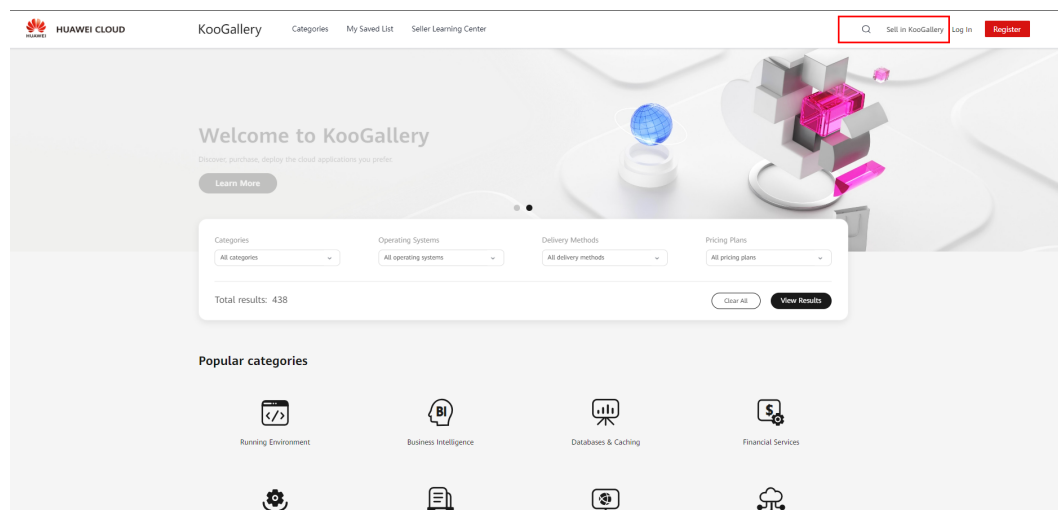 HUAWEI HUAWEI CLOUD KooGallery Categories My Saved List Seller Learning Center Sell in KooGallery Log In Register
Welcome to KooGallery
Discover, purchase, deploy the cloud applications you prefer.
Learn More
Categories Operating Systems Delivery Methods Pricing Plans
All categories All operating systems All delivery methods All pricing plans
Total results: 438 Clear All View Results
Popular categories
</>
BI
$
Running Environment Business Intelligence Databases & Caching Financial Services